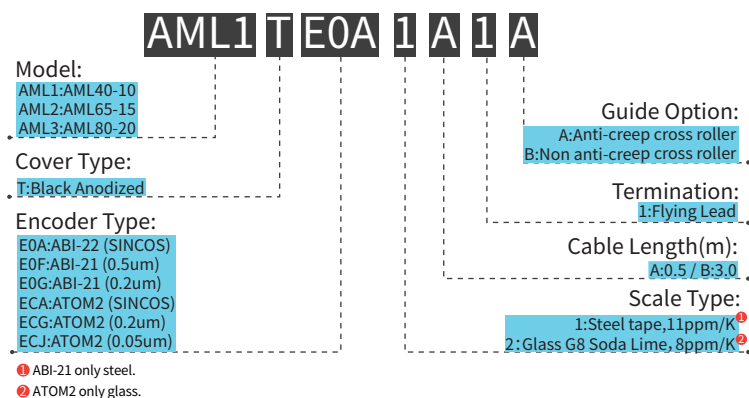 AML1 T E0A 1 A 1 A
Model:
AML1:AML40-10
AML2:AML65-15
AML3:AML80-20
Cover Type:
T:Black Anodized
Encoder Type:
E0A:ABI-22 (SINCOS)
E0F:ABI-21 (0.5um)
E0G:ABI-21 (0.2um)
ECA:ATOM2 (SINCOS)
ECG:ATOM2 (0.2um)
ECJ:ATOM2 (0.05um)
Guide Option:
A:Anti-creep cross roller
B:Non anti-creep cross roller
Termination:
1:Flying Lead
Cable Length(m):
A:0.5 / B:3.0
Scale Type:
1:Steel tape,11ppm/K❶
2:Glass G8 Soda Lime，8ppm/K❷
❶ ABI-21 only steel.
❷ ATOM2 only glass.